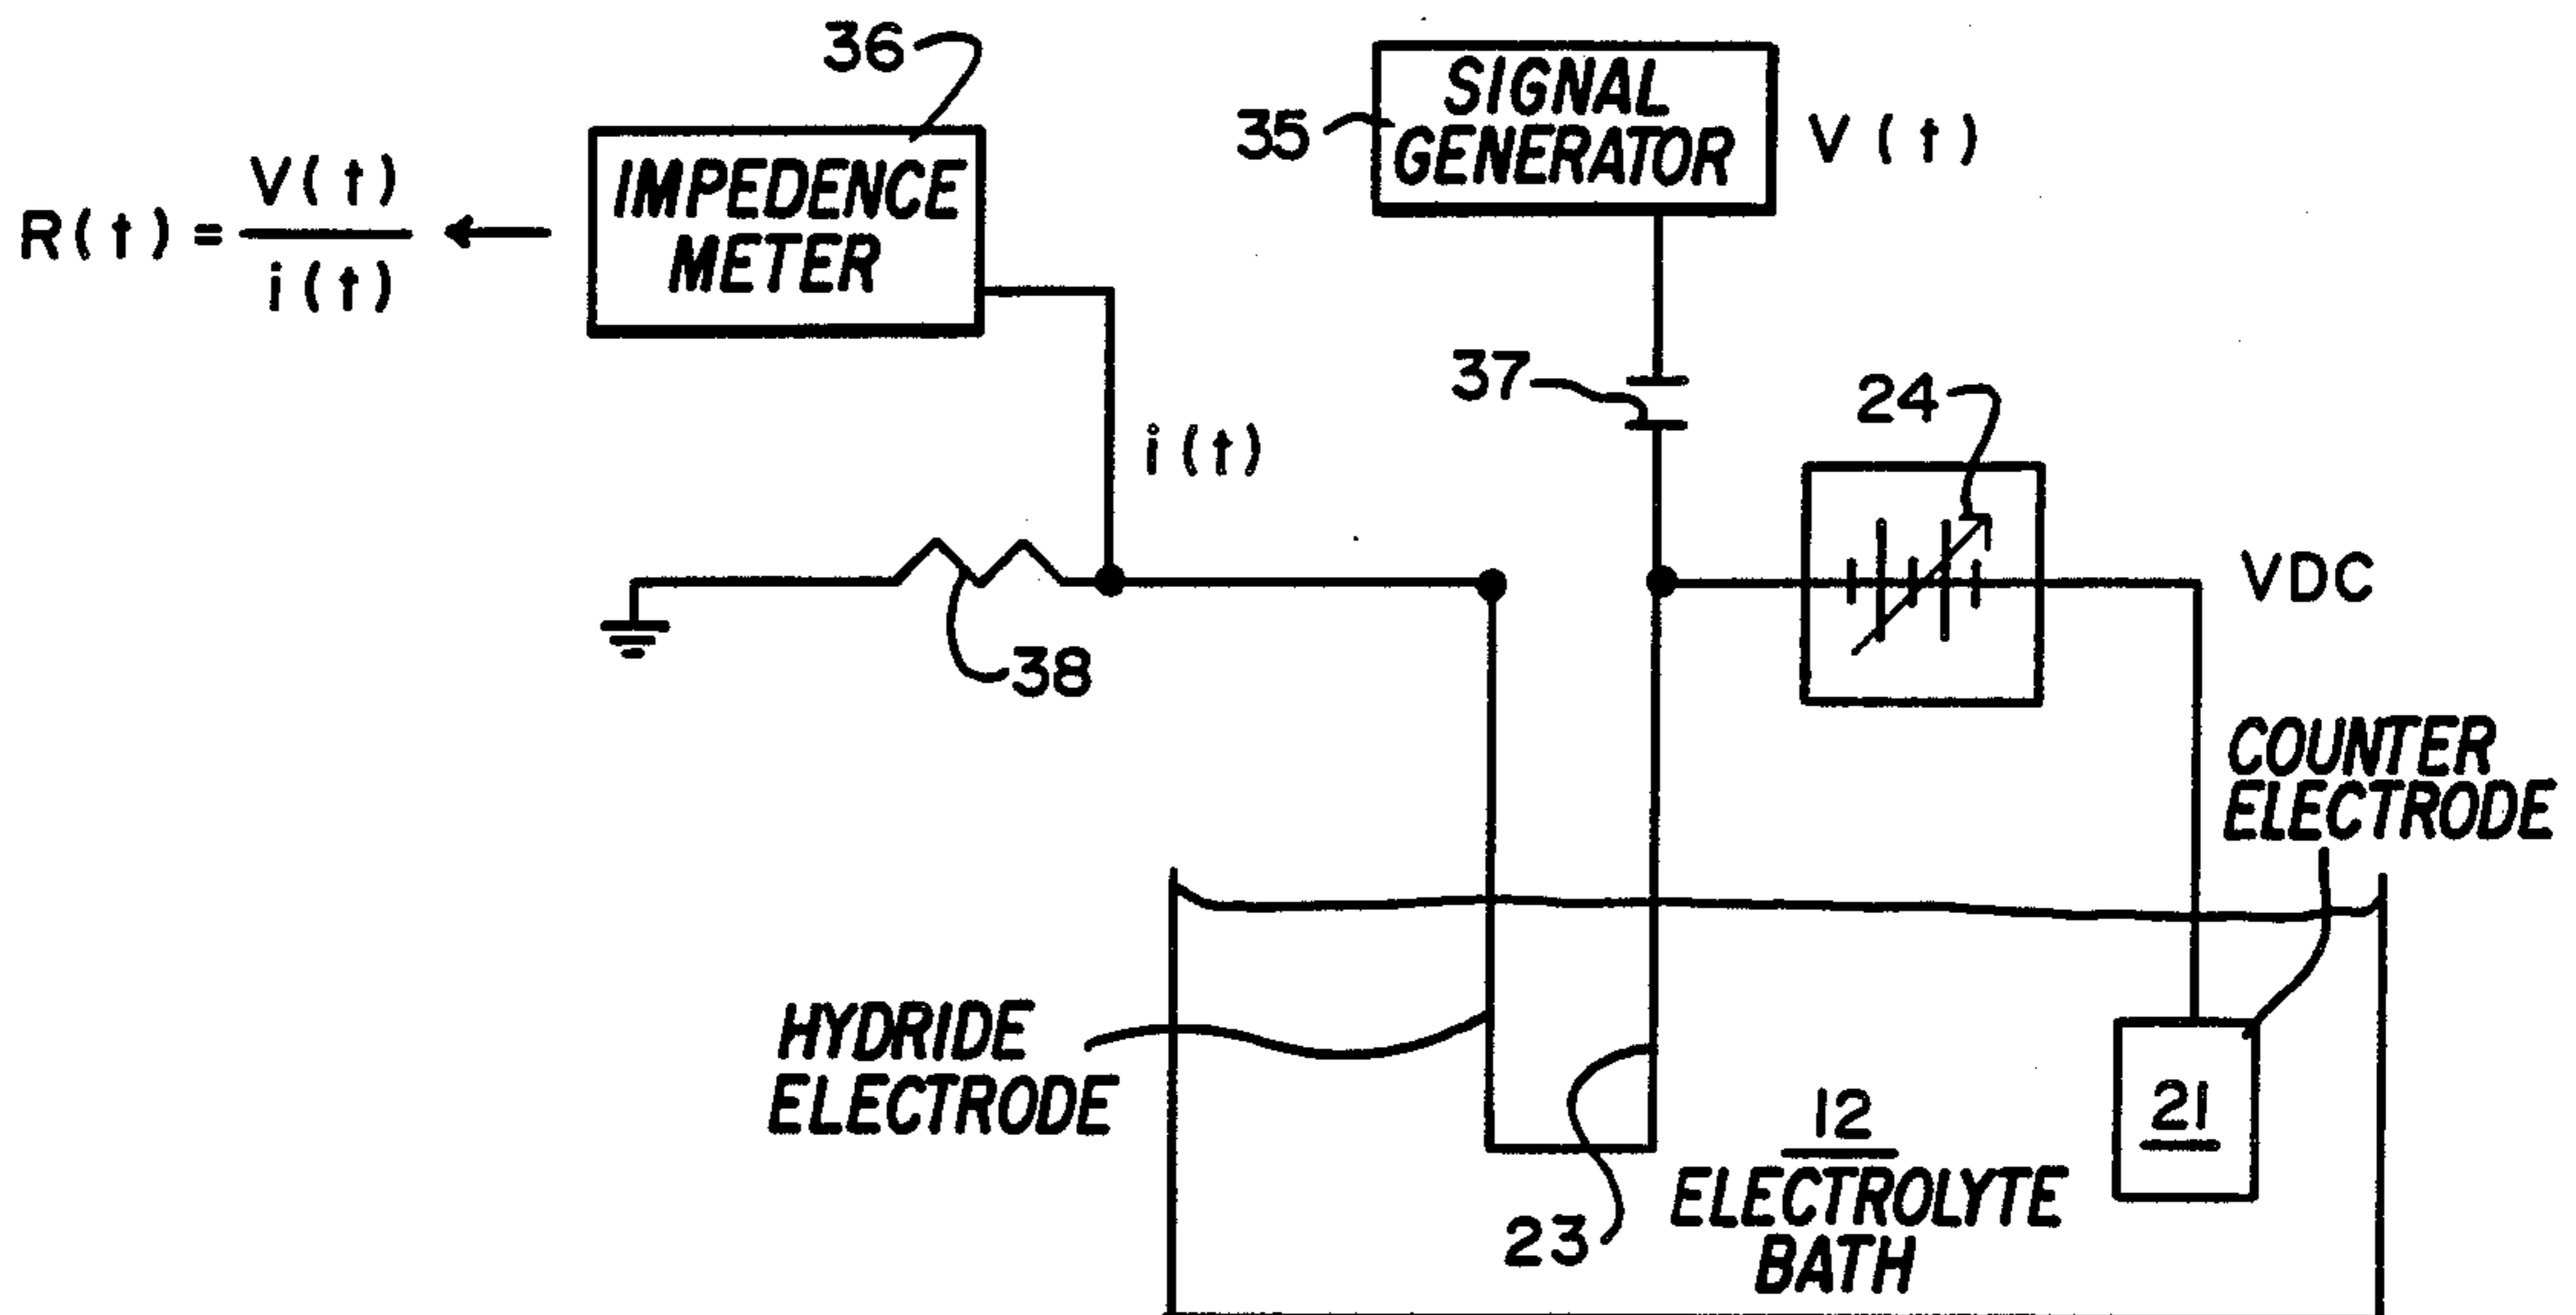 36
SIGNAL
GENERATOR
35
V(t)
IMPEDENCE
METER
R(t) = V(t)
i(t)
37
24
i(t)
VDC
38
COUNTER
ELECTRODE
HYDRIDE
ELECTRODE
12
ELECTROLYTE
BATH
21
23